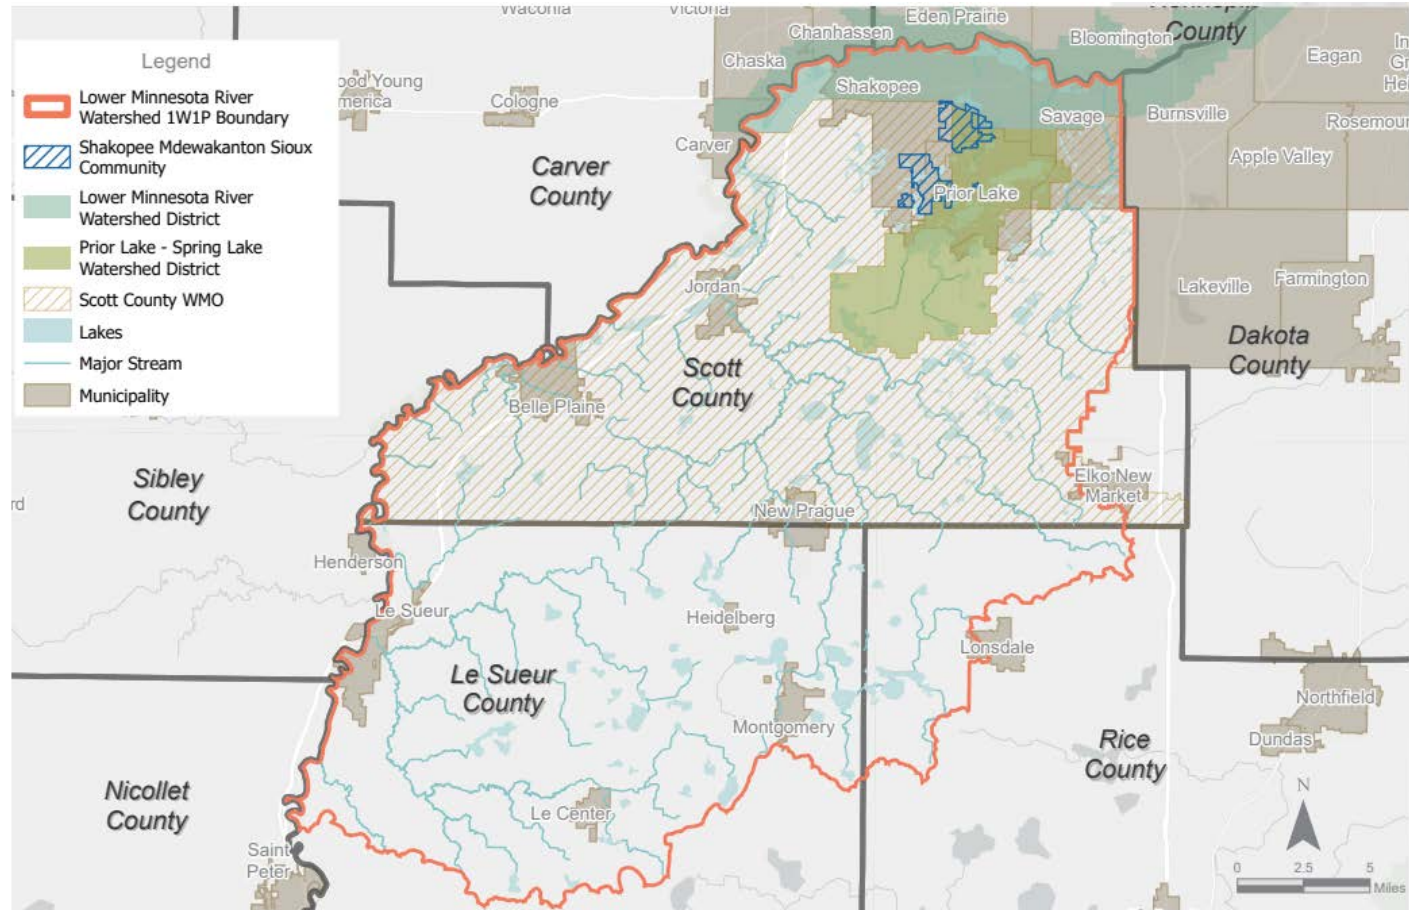 Waconia
Victoria
Eden Prairie
County
Chanhassen
Bloomington
Eagan
Chaska
Legend
Lower Minnesota River
Watershed 1W1P Boundary
Shakopee Mdewakanton Sioux
Community
Lower Minnesota River
Watershed District
Prior Lake - Spring Lake
Watershed District
Scott County WMO
Lakes
Major Stream
Municipality
Cologne
Shakopee
Savage
Burnsville
Carver
Apple Valley
Carver
County
Prior Lake
Jordan
Lakeville
Farmington
Dakota
County
Scott
County
Belle Plaine
Sibley
County
Elko New
Market
New Prague
Henderson
Le Sueur
Heidelberg
Lonsdale
Le Sueur
County
Northfield
Montgomery
Dundas
Rice
County
Nicollet
County
Le Center
Saint
Peter
N
0 2.5 5
Miles